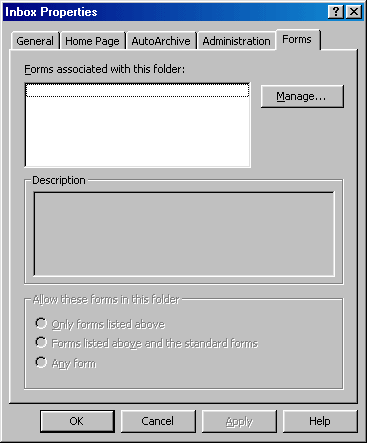 Inbox Properties
General Home Page AutoArchive Administration Forms
Forms associated with this folder:
Manage...
Description
Allow these forms in this folder
Only forms listed above
Forms listed above and the standard forms
Any form
OK Cancel Apply Help